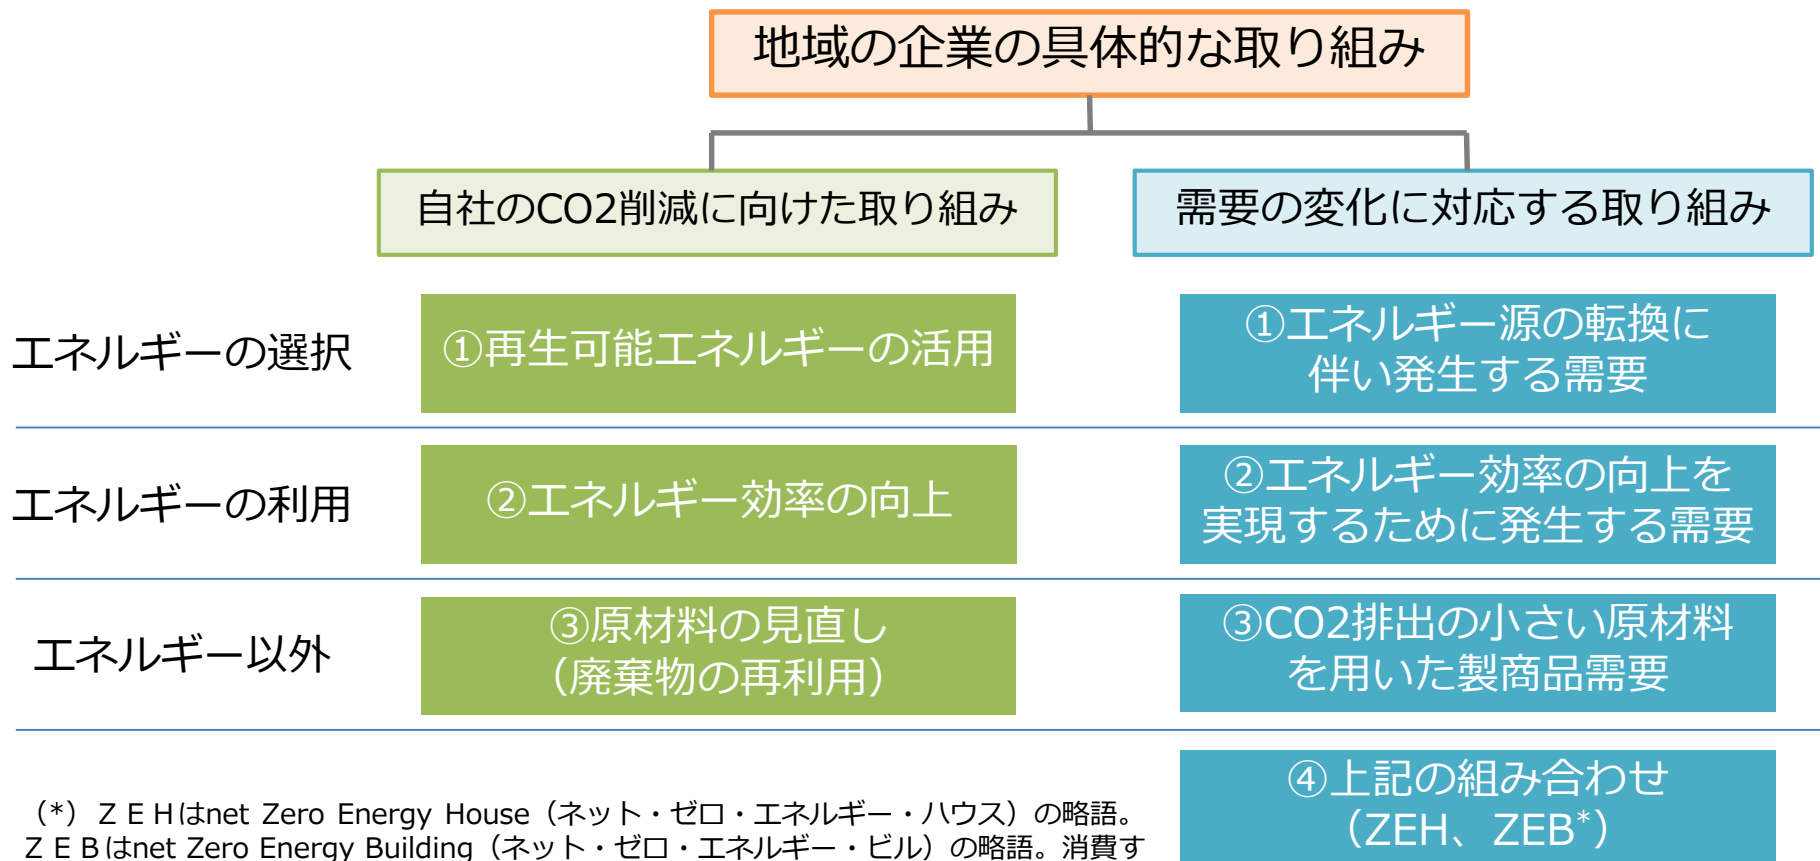 地域の企業の具体的な取り組み
自社のCO2削減に向けた取り組み
需要の変化に対応する取り組み
エネルギーの選択
①再生可能エネルギーの活用
①エネルギー源の転換に
伴い発生する需要
エネルギーの利用
②エネルギー効率の向上
②エネルギー効率の向上を
実現するために発生する需要
エネルギー以外
③原材料の見直し
（廃棄物の再利用）
③CO2排出の小さい原材料
を用いた製商品需要
④上記の組み合わせ
（ZEH、ZEB*）
（*）ＺＥＨはnet Zero Energy House（ネット・ゼロ・エネルギー・ハウス）の略語。
ＺＥＢはnet Zero Energy Building（ネット・ゼロ・エネルギー・ビル）の略語。消費す